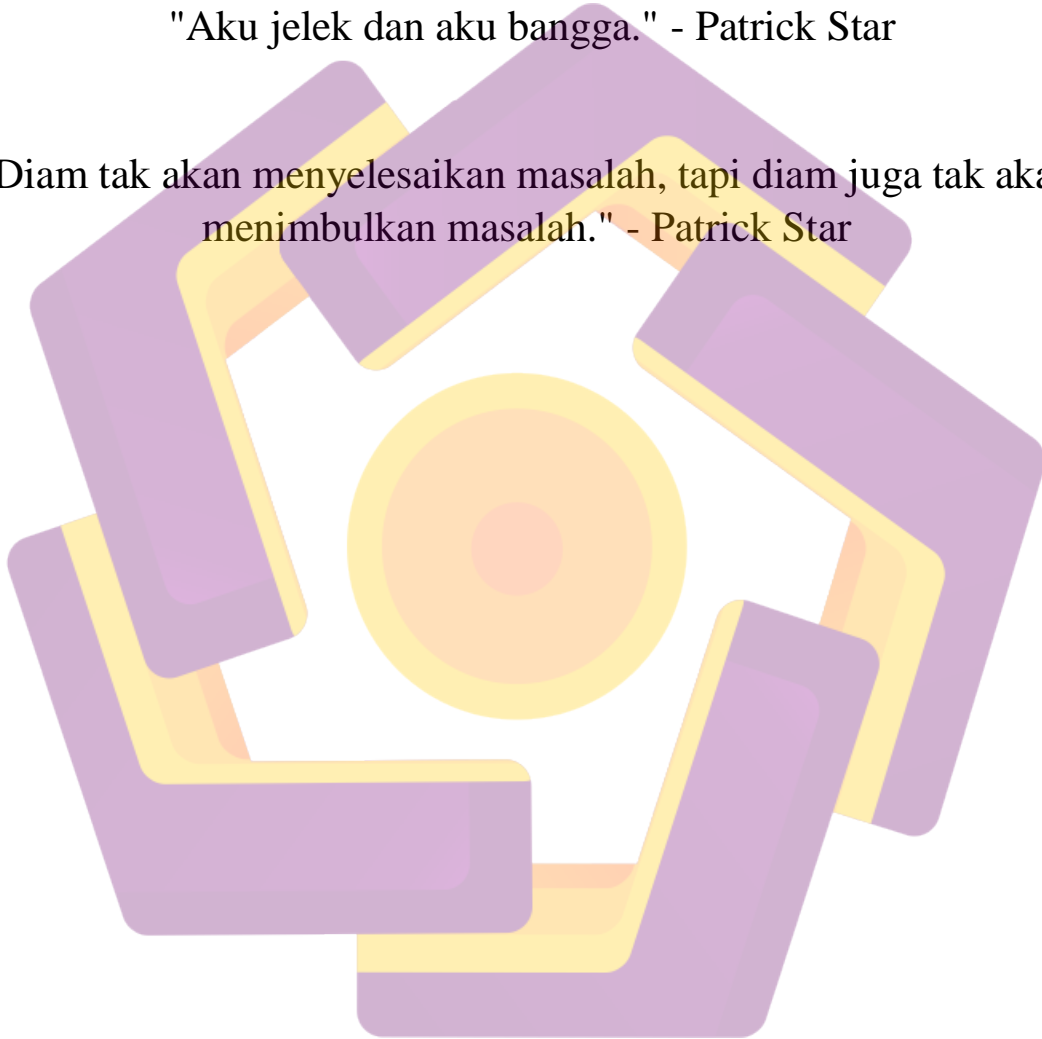 "Aku jelek dan aku bangga." - Patrick Star
Diam tak akan menyelesaikan masalah, tapi diam juga tak aka
menimbulkan masalah." - Patrick Star